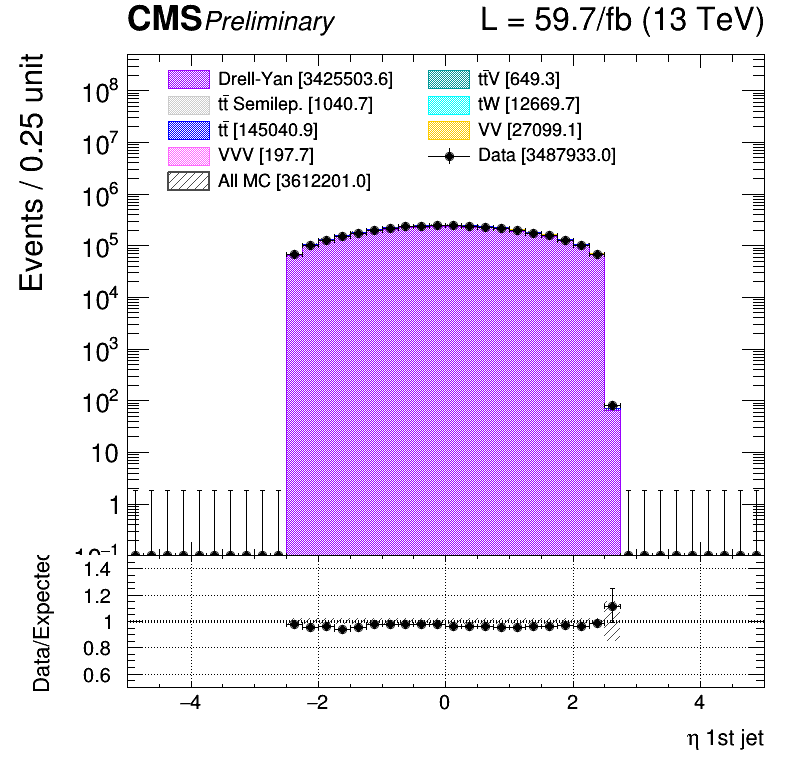 CMS Preliminary L = 59.7/fb (13 TeV)
Events / 0.25 unit
Drell-Yan [3425503.6] tt̄V [649.3]
tt̄ Semilep. [1040.7] tW [12669.7]
tt̄ [145040.9] VV [27099.1]
VVV [197.7] Data [3487933.0]
All MC [3612201.0]
10⁸
10⁷
10⁶
10⁵
10⁴
10³
10²
10
1
10⁻¹
Data/Expected
1.4
1.2
1
0.8
0.6
−4 −2 0 2 4
η 1st jet